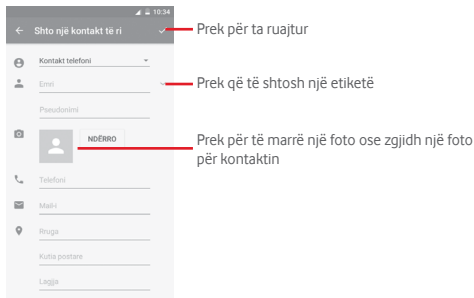 10:34
Shto një kontakt të ri
Prek për ta ruajtur
Kontakt telefoni
Emri
Prek që të shtosh një etiketë
Pseudonimi
NDËRRO
Prek për të marrë një foto ose zgjidh një foto
për kontaktin
Telefoni
Mail-i
Rruga
Kutia postare
Lagjja